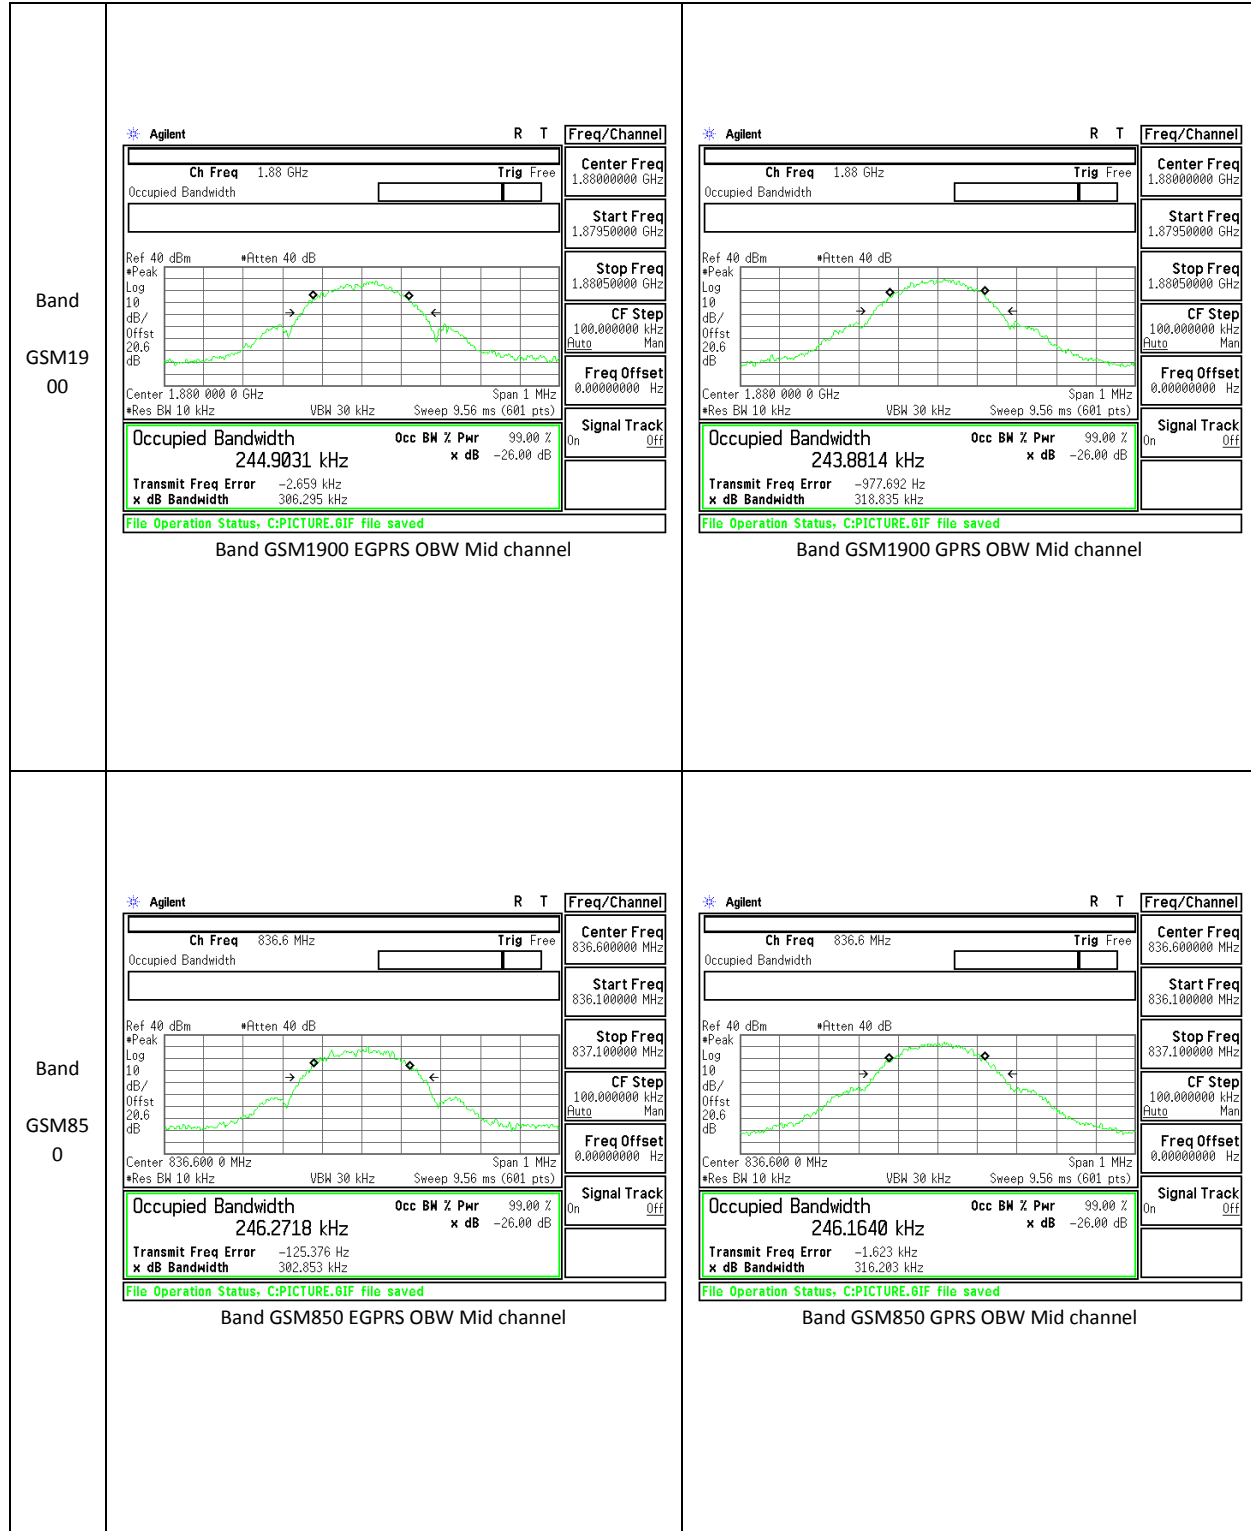 Band
GSM19
00
Agilent R T Freq/Channel
Ch Freq 1.88 GHz Trig Free
Occupied Bandwidth
Center Freq
1.88000000 GHz
Start Freq
1.87950000 GHz
Stop Freq
1.88050000 GHz
CF Step
100.000000 kHz
Auto Man
Freq Offset
0.00000000 Hz
Signal Track
On Off
Ref 40 dBm #Atten 40 dB
#Peak
Log
10
dB/
Offst
20.6
dB
Center 1.880 000 0 GHz Span 1 MHz
#Res BW 10 kHz VBW 30 kHz Sweep 9.56 ms (601 pts)
Occupied Bandwidth Occ BW % Pwr 99.00 %
244.9031 kHz x dB -26.00 dB
Transmit Freq Error -2.659 kHz
x dB Bandwidth 306.295 kHz
File Operation Status, C:PICTURE.GIF file saved
Band GSM1900 EGPRS OBW Mid channel
Agilent R T Freq/Channel
Ch Freq 1.88 GHz Trig Free
Occupied Bandwidth
Center Freq
1.88000000 GHz
Start Freq
1.87950000 GHz
Stop Freq
1.88050000 GHz
CF Step
100.000000 kHz
Auto Man
Freq Offset
0.00000000 Hz
Signal Track
On Off
Ref 40 dBm #Atten 40 dB
#Peak
Log
10
dB/
Offst
20.6
dB
Center 1.880 000 0 GHz Span 1 MHz
#Res BW 10 kHz VBW 30 kHz Sweep 9.56 ms (601 pts)
Occupied Bandwidth Occ BW % Pwr 99.00 %
243.8814 kHz x dB -26.00 dB
Transmit Freq Error -977.692 Hz
x dB Bandwidth 318.835 kHz
File Operation Status, C:PICTURE.GIF file saved
Band GSM1900 GPRS OBW Mid channel
Band
GSM85
0
Agilent R T Freq/Channel
Ch Freq 836.6 MHz Trig Free
Occupied Bandwidth
Center Freq
836.600000 MHz
Start Freq
836.100000 MHz
Stop Freq
837.100000 MHz
CF Step
100.000000 kHz
Auto Man
Freq Offset
0.00000000 Hz
Signal Track
On Off
Ref 40 dBm #Atten 40 dB
#Peak
Log
10
dB/
Offst
20.6
dB
Center 836.600 0 MHz Span 1 MHz
#Res BW 10 kHz VBW 30 kHz Sweep 9.56 ms (601 pts)
Occupied Bandwidth Occ BW % Pwr 99.00 %
246.2718 kHz x dB -26.00 dB
Transmit Freq Error -125.376 Hz
x dB Bandwidth 302.853 kHz
File Operation Status, C:PICTURE.GIF file saved
Band GSM850 EGPRS OBW Mid channel
Agilent R T Freq/Channel
Ch Freq 836.6 MHz Trig Free
Occupied Bandwidth
Center Freq
836.600000 MHz
Start Freq
836.100000 MHz
Stop Freq
837.100000 MHz
CF Step
100.000000 kHz
Auto Man
Freq Offset
0.00000000 Hz
Signal Track
On Off
Ref 40 dBm #Atten 40 dB
#Peak
Log
10
dB/
Offst
20.6
dB
Center 836.600 0 MHz Span 1 MHz
#Res BW 10 kHz VBW 30 kHz Sweep 9.56 ms (601 pts)
Occupied Bandwidth Occ BW % Pwr 99.00 %
246.1640 kHz x dB -26.00 dB
Transmit Freq Error -1.623 kHz
x dB Bandwidth 316.203 kHz
File Operation Status, C:PICTURE.GIF file saved
Band GSM850 GPRS OBW Mid channel